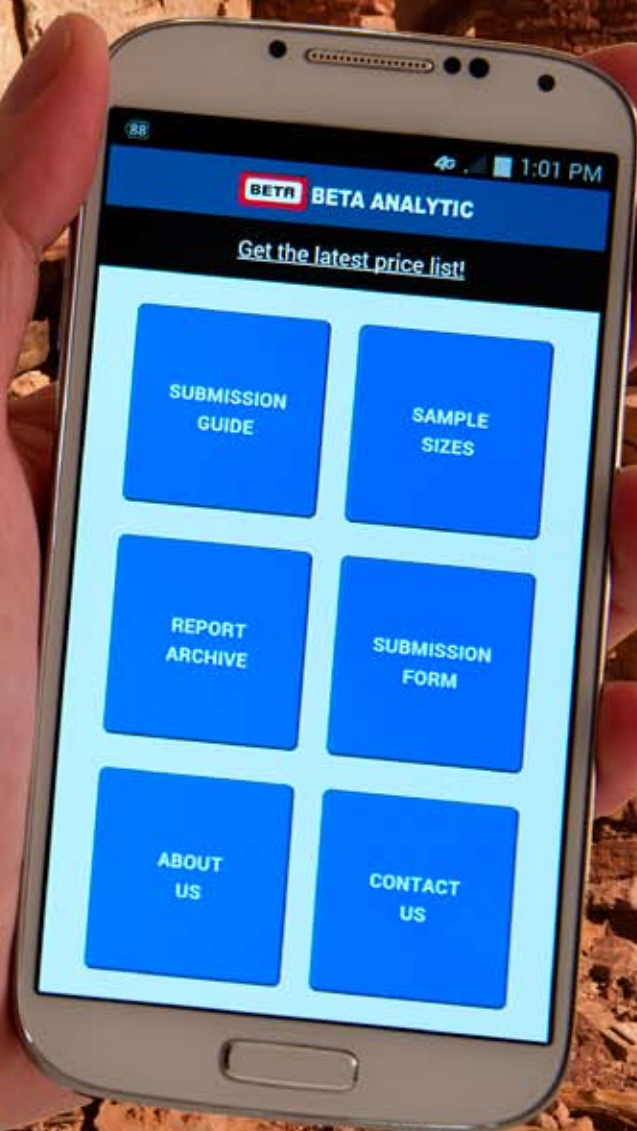 88
4G 1:01 PM
BETA BETA ANALYTIC
Get the latest price list!
SUBMISSION
GUIDE
SAMPLE
SIZES
REPORT
ARCHIVE
SUBMISSION
FORM
ABOUT
US
CONTACT
US